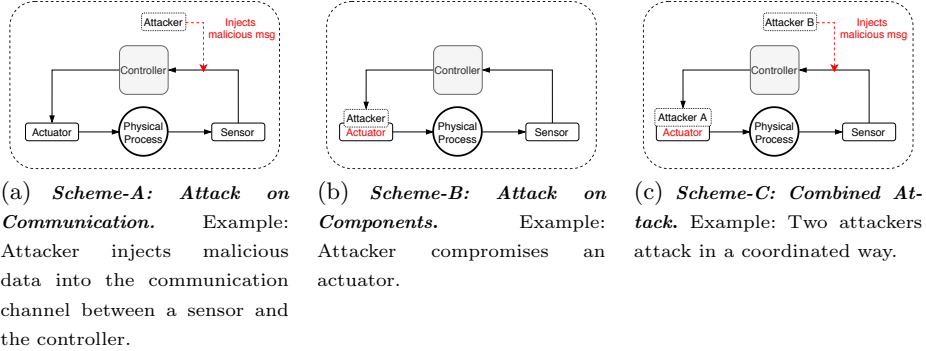 Attacker
Injects
malicious msg
Controller
Actuator
Physical
Process
Sensor
(a) Scheme-A: Attack on
Communication. Example:
Attacker injects malicious
data into the communication
channel between a sensor and
the controller.
Controller
Attacker
Actuator
Physical
Process
Sensor
(b) Scheme-B: Attack on
Components. Example:
Attacker compromises an
actuator.
Attacker B
Injects
malicious msg
Controller
Attacker A
Actuator
Physical
Process
Sensor
(c) Scheme-C: Combined At-
tack. Example: Two attackers
attack in a coordinated way.